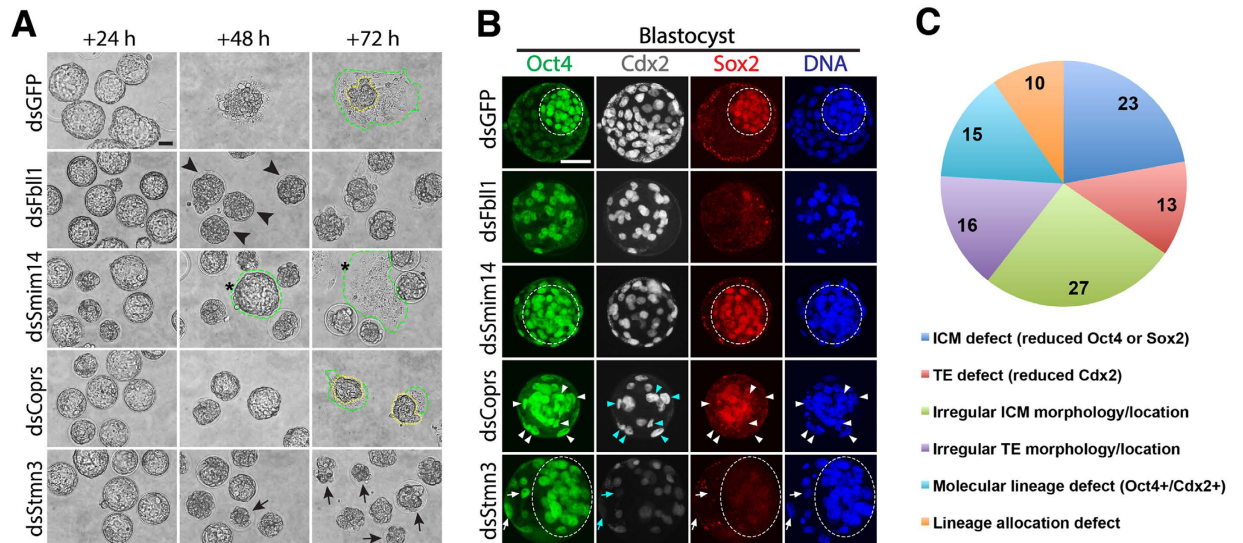 A
+24 h
+48 h
+72 h
dsGFP
dsFbll1
dsSmim14
*
*
dsCoprs
dsStmn3
B
Blastocyst
Oct4
Cdx2
Sox2
DNA
dsGFP
dsFbll1
dsSmim14
dsCoprs
dsStmn3
C
10
23
15
13
16
27
ICM defect (reduced Oct4 or Sox2)
TE defect (reduced Cdx2)
Irregular ICM morphology/location
Irregular TE morphology/location
Molecular lineage defect (Oct4+/Cdx2+)
Lineage allocation defect